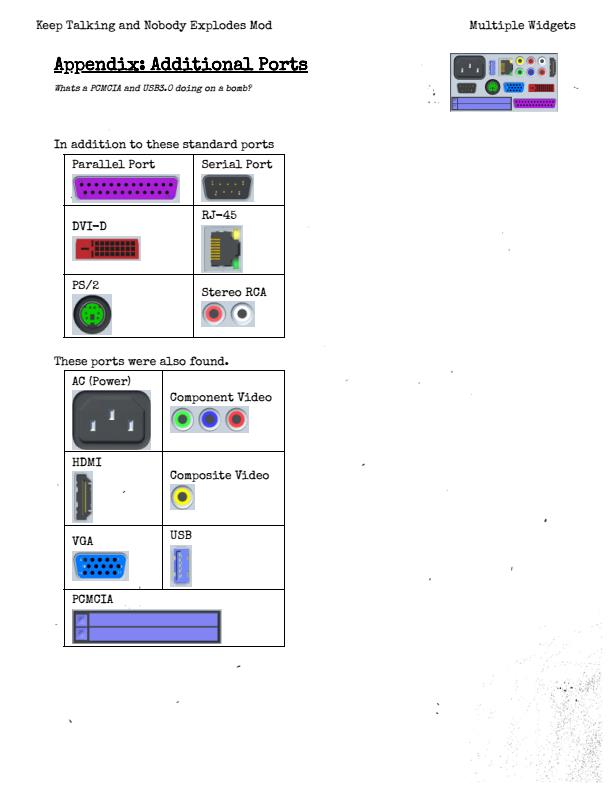 Keep Talking and Nobody Explodes Mod
Multiple Widgets
Appendix: Additional Ports
Whats a PCMCIA and USB3.0 doing on a bomb?
In addition to these standard ports
Parallel Port
Serial Port
DVI-D
RJ-45
PS/2
Stereo RCA
These ports were also found.
AC (Power)
Component Video
HDMI
Composite Video
VGA
USB
PCMCIA